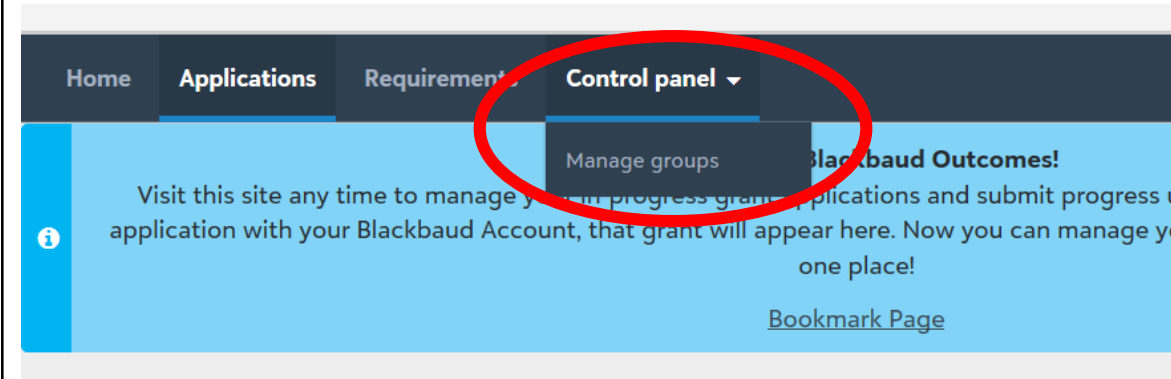 Home Applications Requirements Control panel
Manage groups
Blackbaud Outcomes!
Visit this site any time to manage your in progress grant applications and submit progress
application with your Blackbaud Account, that grant will appear here. Now you can manage
one place!
Bookmark Page